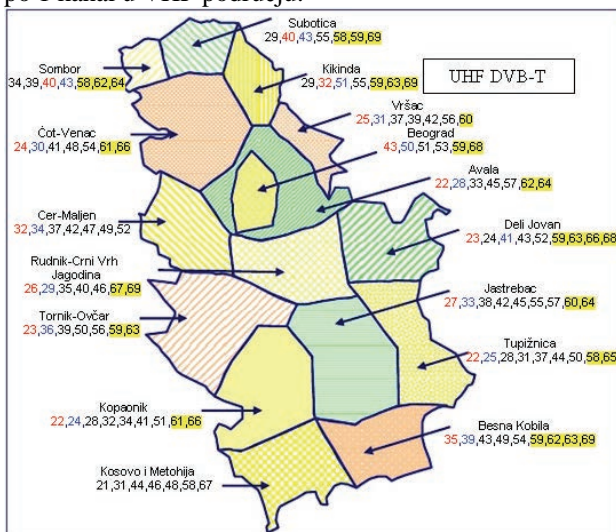 po 1 kanal u VHF području.
Subotica
29,40,43,55,58,59,69
Sombor
34,39,40,43,58,62,64
Kikinda
29,32,51,55,59,63,69
UHF DVB-T
Vršac
25,31,37,39,42,56,60
Čot-Venac
24,30,41,48,54,61,66
Beograd
43,50,51,53,59,68
Avala
22,28,33,45,57,62,64
Cer-Maljen
32,34,37,42,47,49,52
Deli Jovan
23,24,41,43,52,59,63,66,68
Rudnik-Crni Vrh
Jagodina
26,29,35,40,46,67,69
Jastrebac
27,33,38,42,45,55,57,60,64
Tornik-Ovčar
23,36,39,50,56,59,63
Tupižnica
22,25,28,31,37,44,50,58,65
Kopaonik
22,24,28,32,34,41,51,61,66
Besna Kobila
35,39,43,49,54,59,62,63,69
Kosovo i Metohija
21,31,44,46,48,58,67